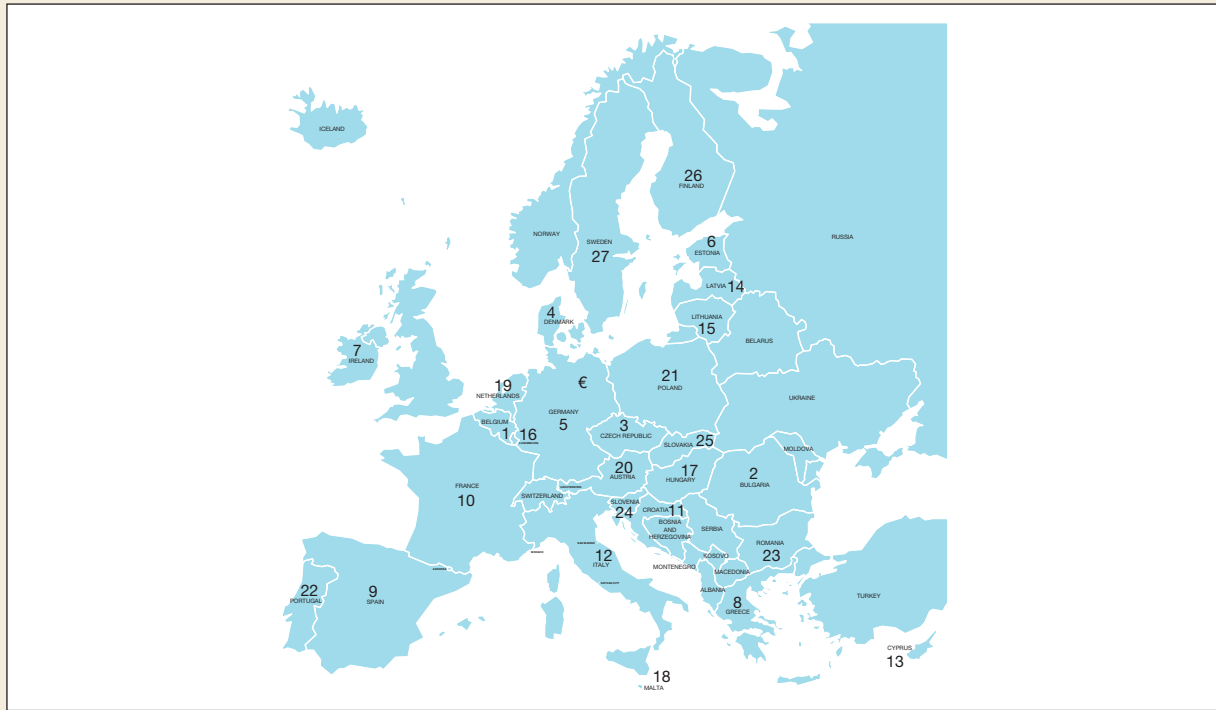 ICELAND
26
FINLAND
RUSSIA
NORWAY
SWEDEN
27
6
ESTONIA
LATVIA 14
4
DENMARK
LITHUANIA
15
BELARUS
7
IRELAND
19
NETHERLANDS
€
21
POLAND
UKRAINE
GERMANY
5
BELGIUM
1
16
3
CZECH REPUBLIC
SLOVAKIA 25
MOLDOVA
20
AUSTRIA
17
HUNGARY
2
BULGARIA
FRANCE
10
SWITZERLAND
SLOVENIA
24
CROATIA 11
BOSNIA
AND
HERZEGOVINA
SERBIA
ROMANIA
23
12
ITALY
KOSOVO
MONTENEGRO
MACEDONIA
ALBANIA
8
GREECE
TURKEY
22
PORTUGAL
9
SPAIN
CYPRUS
13
18
MALTA